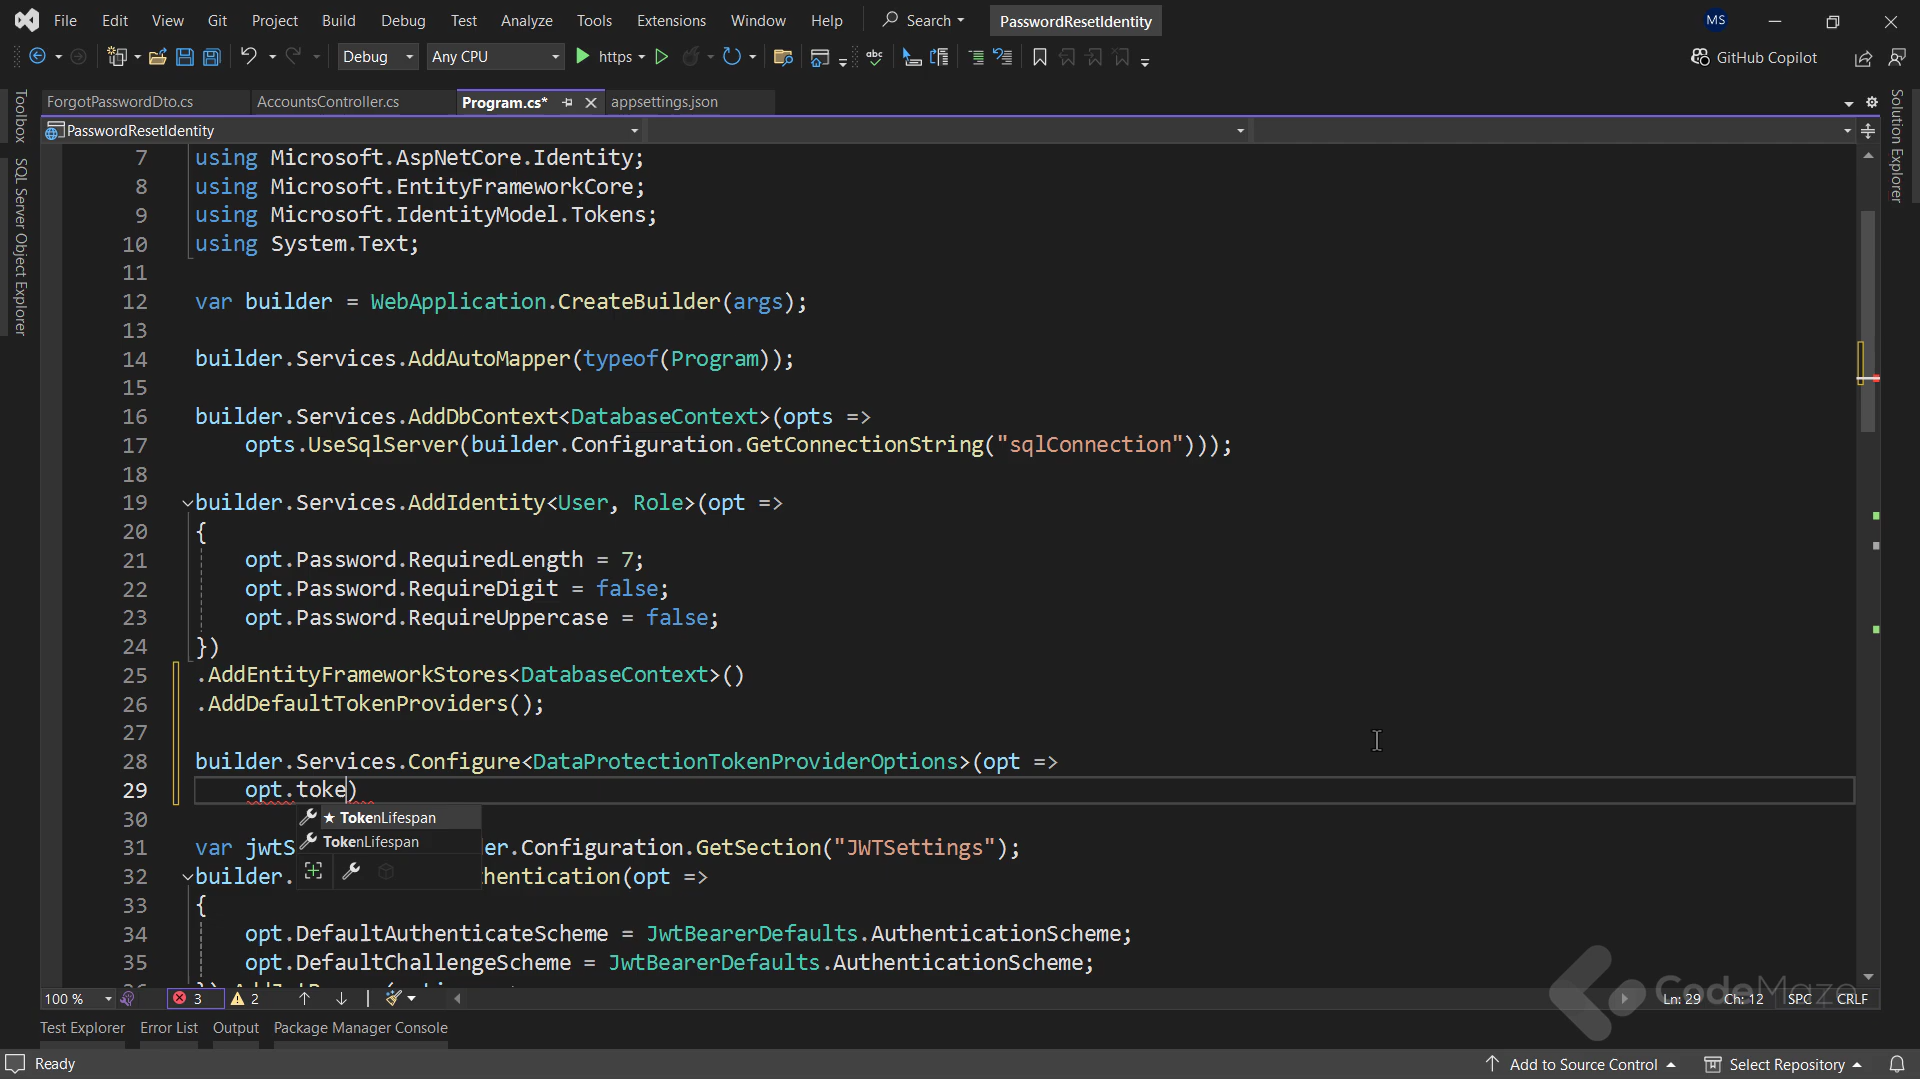 File Edit View Git Project Build Debug Test Analyze Tools Extensions Window Help Search PasswordResetIdentity MS
Debug Any CPU https abc GitHub Copilot
ForgotPasswordDto.cs AccountsController.cs Program.cs* appsettings.json
PasswordResetIdentity
Toolbox
SQL Server Object Explorer
Solution Explorer
7 using Microsoft.AspNetCore.Identity;
8 using Microsoft.EntityFrameworkCore;
9 using Microsoft.IdentityModel.Tokens;
10 using System.Text;
11
12 var builder = WebApplication.CreateBuilder(args);
13
14 builder.Services.AddAutoMapper(typeof(Program));
15
16 builder.Services.AddDbContext<DatabaseContext>(opts =>
17 opts.UseSqlServer(builder.Configuration.GetConnectionString("sqlConnection")));
18
19 builder.Services.AddIdentity<User, Role>(opt =>
20 {
21 opt.Password.RequiredLength = 7;
22 opt.Password.RequireDigit = false;
23 opt.Password.RequireUppercase = false;
24 })
25 .AddEntityFrameworkStores<DatabaseContext>()
26 .AddDefaultTokenProviders();
27
28 builder.Services.Configure<DataProtectionTokenProviderOptions>(opt =>
29 opt.toke)
30 ★ TokenLifespan
TokenLifespan
31 var jwtS er.Configuration.GetSection("JWTSettings");
32 builder. hentication(opt =>
33 {
34 opt.DefaultAuthenticateScheme = JwtBearerDefaults.AuthenticationScheme;
35 opt.DefaultChallengeScheme = JwtBearerDefaults.AuthenticationScheme;
100 % 3 2 Ln: 29 Ch: 12 SPC CRLF
CodeMaze
Test Explorer Error List Output Package Manager Console
Ready Add to Source Control Select Repository